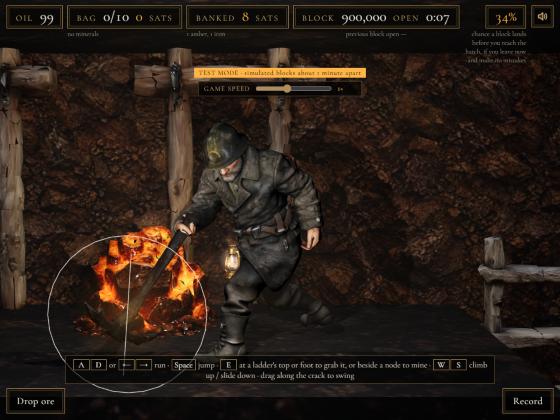 OIL 99
BAG 0/10 0 SATS
BANKED 8 SATS
BLOCK 900,000 OPEN 0:07
34%
no minerals
1 amber, 1 iron
previous block open —
chance a block lands
before you reach the
hatch, if you leave now
and make no mistakes
TEST MODE · simulated blocks about 1 minute apart
GAME SPEED
A D or ← → run · Space jump · E at a ladder's top or foot to grab it, or beside a node to mine · W S climb
up / slide down · drag along the crack to swing
Drop ore
Record